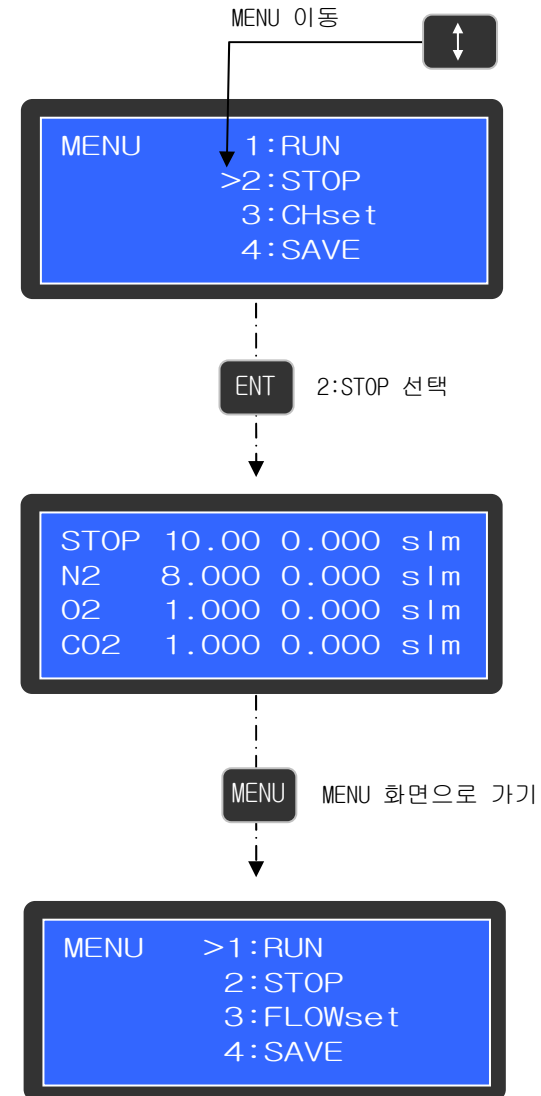 MENU 이동
MENU 1:RUN
>2:STOP
3:CHset
4:SAVE
ENT 2:STOP 선택
STOP 10.00 0.000 slm
N2 8.000 0.000 slm
O2 1.000 0.000 slm
CO2 1.000 0.000 slm
MENU MENU 화면으로 가기
MENU >1:RUN
2:STOP
3:FLOWset
4:SAVE